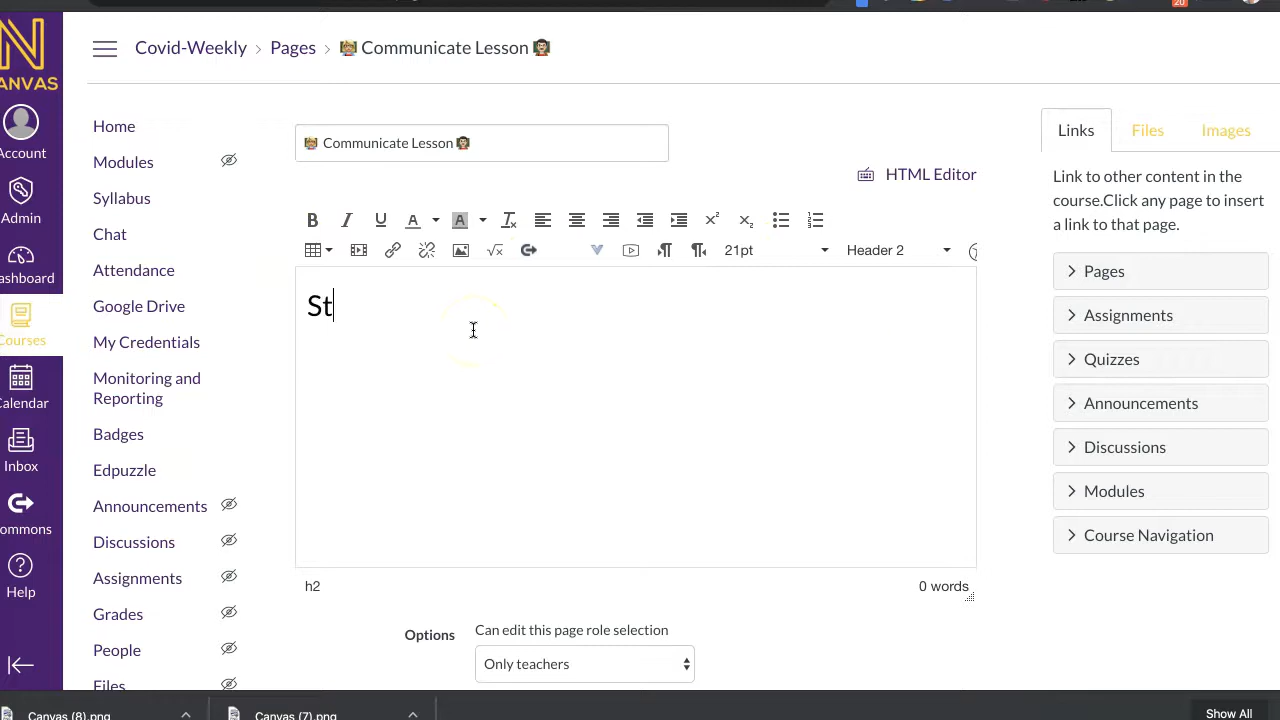 Covid-Weekly > Pages > Communicate Lesson
CANVAS
Account
Admin
Dashboard
Courses
Calendar
Inbox
Commons
Help
Home
Modules
Syllabus
Chat
Attendance
Google Drive
My Credentials
Monitoring and
Reporting
Badges
Edpuzzle
Announcements
Discussions
Assignments
Grades
People
Files
Communicate Lesson
HTML Editor
B I U A A
21pt
Header 2
St
h2
0 words
Options
Can edit this page role selection
Only teachers
Links Files Images
Link to other content in the
course.Click any page to insert
a link to that page.
Pages
Assignments
Quizzes
Announcements
Discussions
Modules
Course Navigation
20
Canvas (8).png
Canvas (7).png
Show All